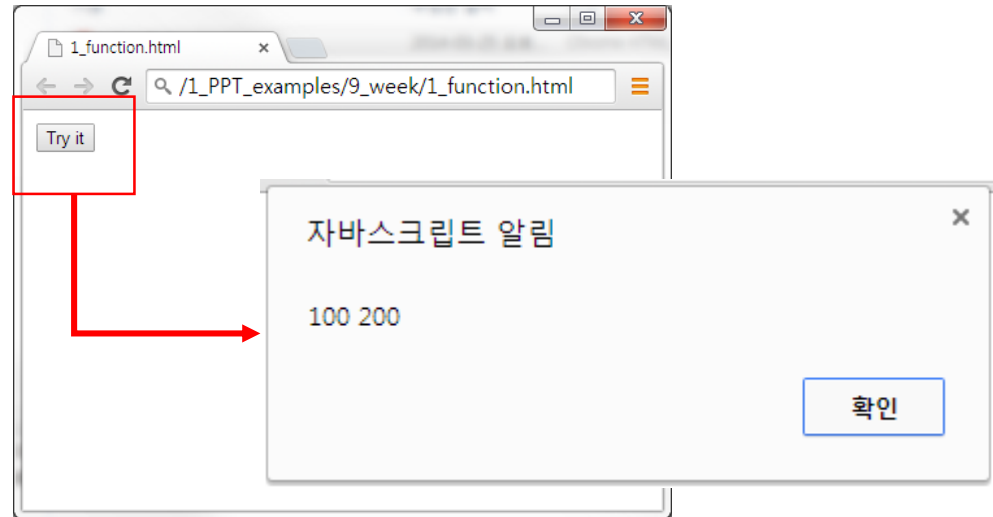 1_function.html
/1_PPT_examples/9_week/1_function.html
Try it
자바스크립트 알림
100 200
확인